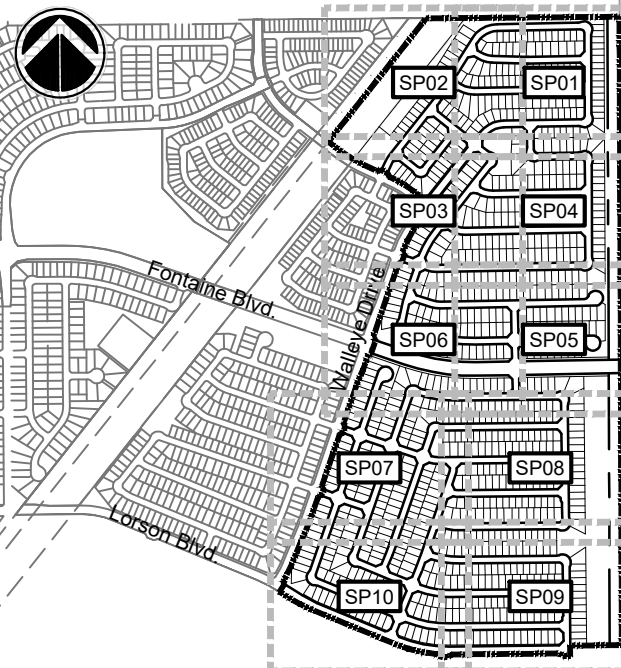 SP02
SP01
SP03
SP04
Fontaine Blvd.
Walleye Drive
SP06
SP05
SP07
SP08
Lorson Blvd.
SP10
SP09